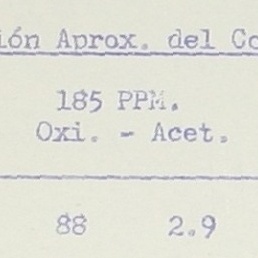 ión Aprox. del Co
185 PPM.
Oxi. - Acet.
88 2.9